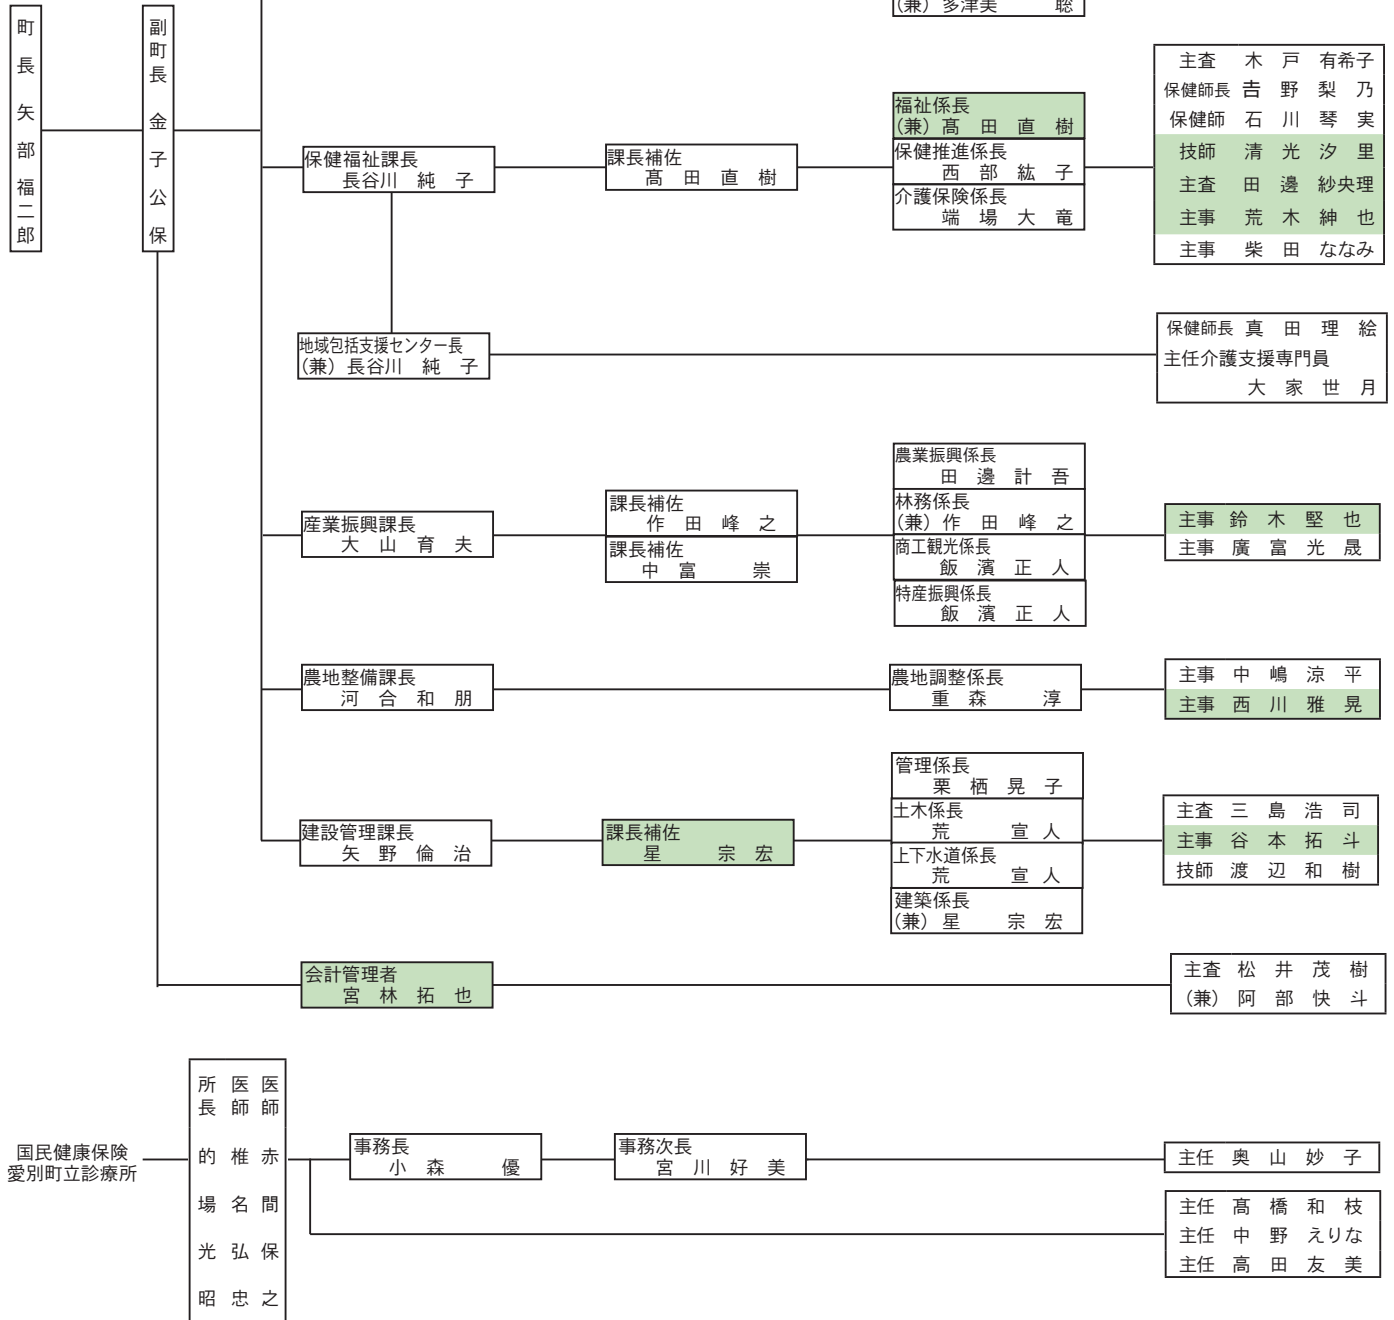 (兼) 多津美 聡
町長 矢部福二郎
副町長 金子公保
保健福祉課長
長谷川 純 子
課長補佐
髙 田 直 樹
福祉係長
(兼) 髙 田 直 樹
保健推進係長
西 部 紘 子
介護保険係長
端 場 大 竜
主査 木 戸 有希子
保健師長 𠮷 野 梨 乃
保健師 石 川 琴 実
技師 清 光 汐 里
主査 田 邊 紗央理
主事 荒 木 紳 也
主事 柴 田 ななみ
地域包括支援センター長
(兼) 長谷川 純 子
保健師長 真 田 理 絵
主任介護支援専門員
大 家 世 月
産業振興課長
大 山 育 夫
課長補佐
作 田 峰 之
課長補佐
中 富 崇
農業振興係長
田 邊 計 吾
林務係長
(兼) 作 田 峰 之
商工観光係長
飯 濱 正 人
特産振興係長
飯 濱 正 人
主事 鈴 木 堅 也
主事 廣 富 光 晟
農地整備課長
河 合 和 朋
農地調整係長
重 森 淳
主事 中 嶋 涼 平
主事 西 川 雅 晃
建設管理課長
矢 野 倫 治
課長補佐
星 宗 宏
管理係長
栗 栖 晃 子
土木係長
荒 宣 人
上下水道係長
荒 宣 人
建築係長
(兼) 星 宗 宏
主査 三 島 浩 司
主事 谷 本 拓 斗
技師 渡 辺 和 樹
会計管理者
宮 林 拓 也
主査 松 井 茂 樹
(兼) 阿 部 快 斗
国民健康保険
愛別町立診療所
医師 赤間保之
医師 椎名弘忠
所長 的場光昭
事務長
小 森 優
事務次長
宮 川 好 美
主任 奥 山 妙 子
主任 髙 橋 和 枝
主任 中 野 えりな
主任 高 田 友 美